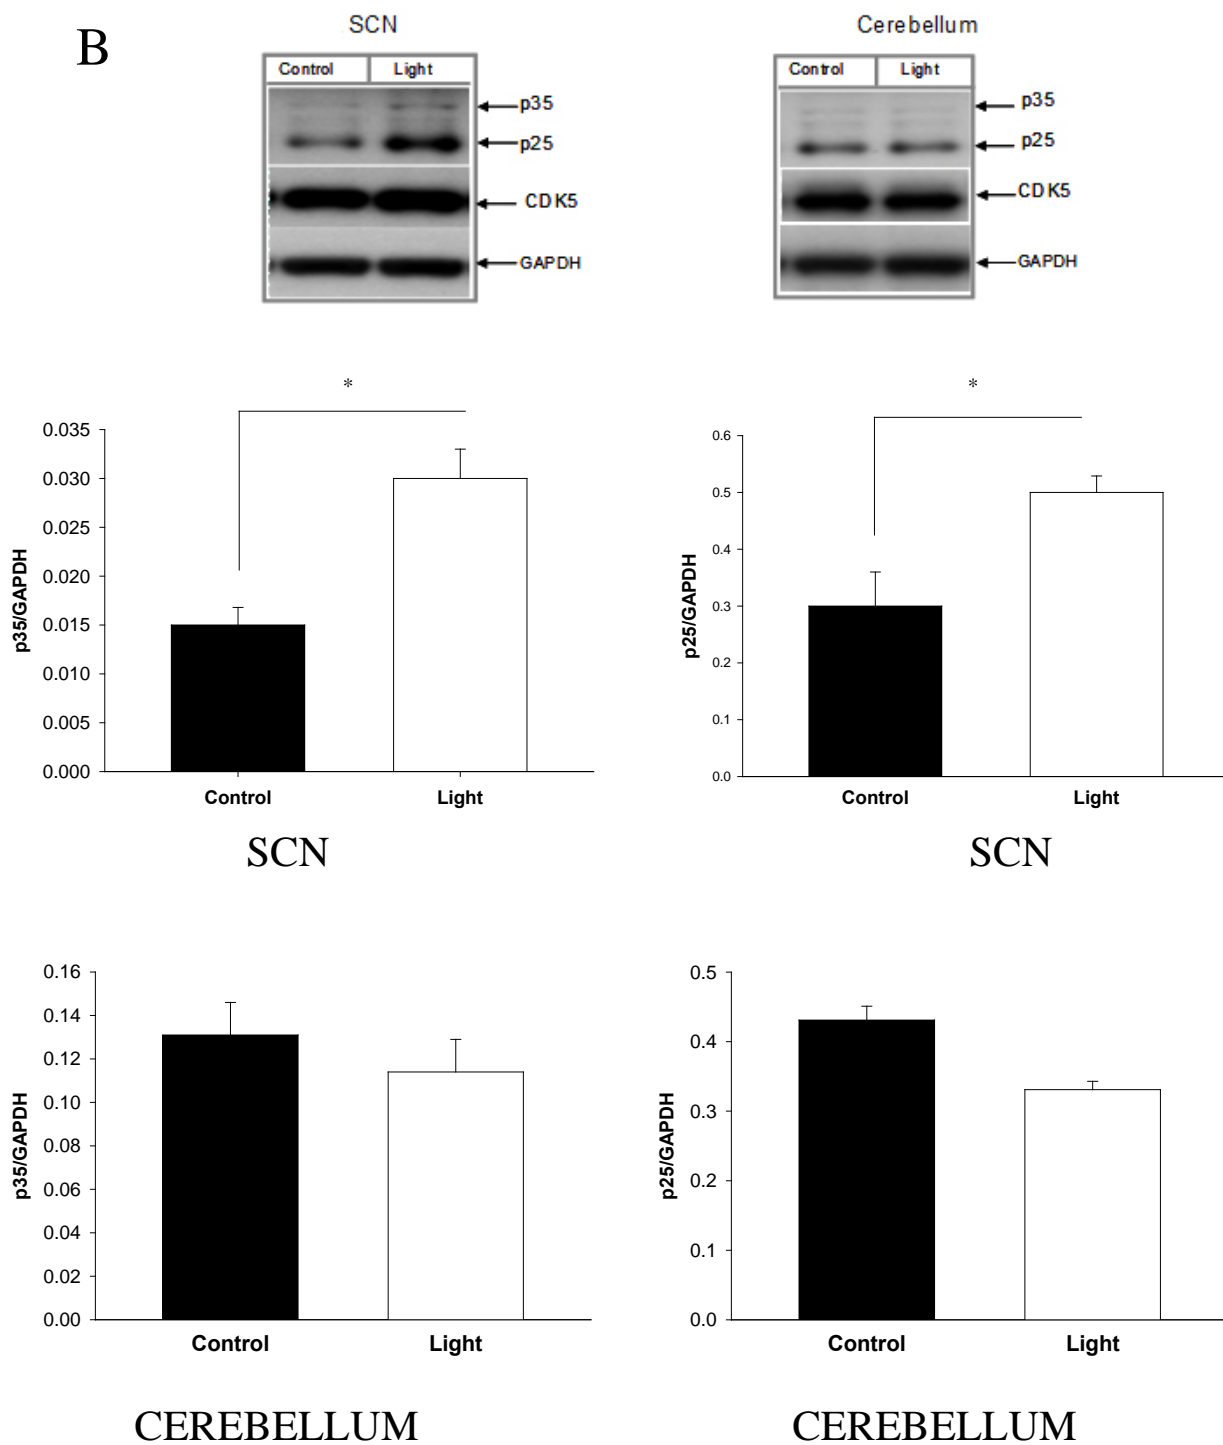 B
SCN
Control Light
p35
p25
CDK5
GAPDH
Cerebellum
Control Light
p35
p25
CDK5
GAPDH
*
0.035
0.030
0.025
0.020
0.015
0.010
0.005
0.000
p35/GAPDH
Control Light
SCN
*
0.6
0.5
0.4
0.3
0.2
0.1
0.0
p25/GAPDH
Control Light
SCN
0.16
0.14
0.12
0.10
0.08
0.06
0.04
0.02
0.00
p35/GAPDH
Control Light
CEREBELLUM
0.5
0.4
0.3
0.2
0.1
0.0
p25/GAPDH
Control Light
CEREBELLUM